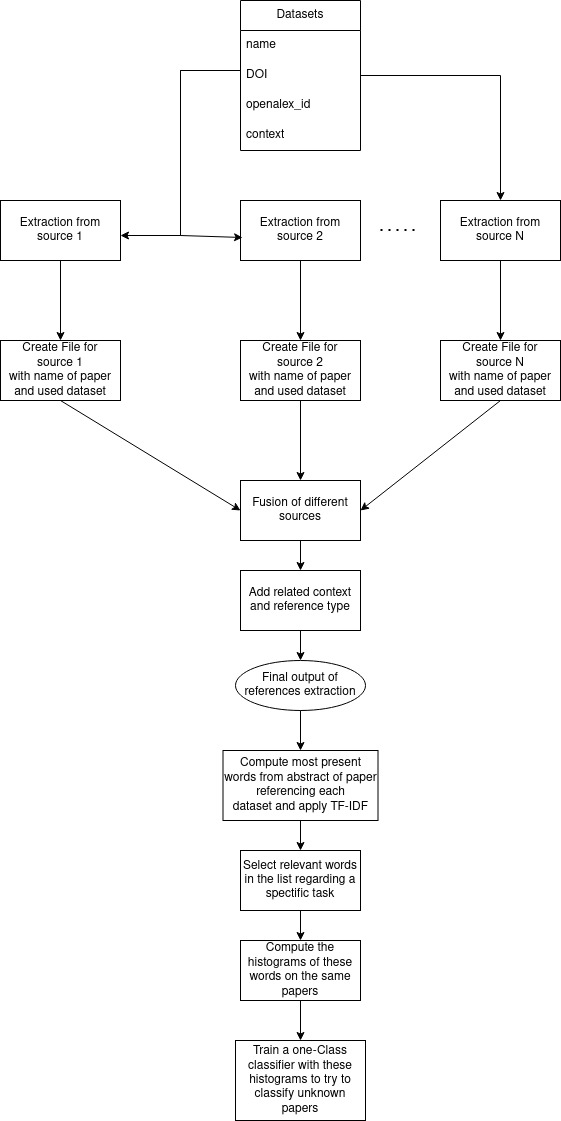 Datasets
name
DOI
openalex_id
context
Extraction from
source 1
Extraction from
source 2
.....
Extraction from
source N
Create File for
source 1
with name of paper
and used dataset
Create File for
source 2
with name of paper
and used dataset
Create File for
source N
with name of paper
and used dataset
Fusion of different
sources
Add related context
and reference type
Final output of
references extraction
Compute most present
words from abstract of paper
referencing each
dataset and apply TF-IDF
Select relevant words
in the list regarding a
spectific task
Compute the
histograms of these
words on the same
papers
Train a one-Class
classifier with these
histograms to try to
classify unknown
papers